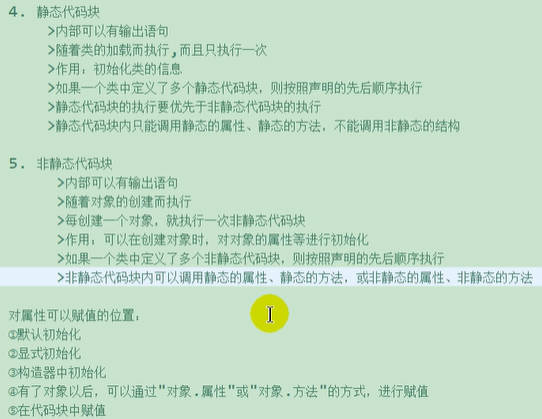 4. 静态代码块
>内部可以有输出语句
>随着类的加载而执行,而且只执行一次
>作用：初始化类的信息
>如果一个类中定义了多个静态代码块，则按照声明的先后顺序执行
>静态代码块的执行要优先于非静态代码块的执行
>静态代码块内只能调用静态的属性、静态的方法，不能调用非静态的结构
5. 非静态代码块
>内部可以有输出语句
>随着对象的创建而执行
>每创建一个对象，就执行一次非静态代码块
>作用：可以在创建对象时，对对象的属性等进行初始化
>如果一个类中定义了多个非静态代码块，则按照声明的先后顺序执行
>非静态代码块内可以调用静态的属性、静态的方法，或非静态的属性、非静态的方法
对属性可以赋值的位置：
①默认初始化
②显式初始化
③构造器中初始化
④有了对象以后，可以通过"对象.属性"或"对象.方法"的方式，进行赋值
⑤在代码块中赋值